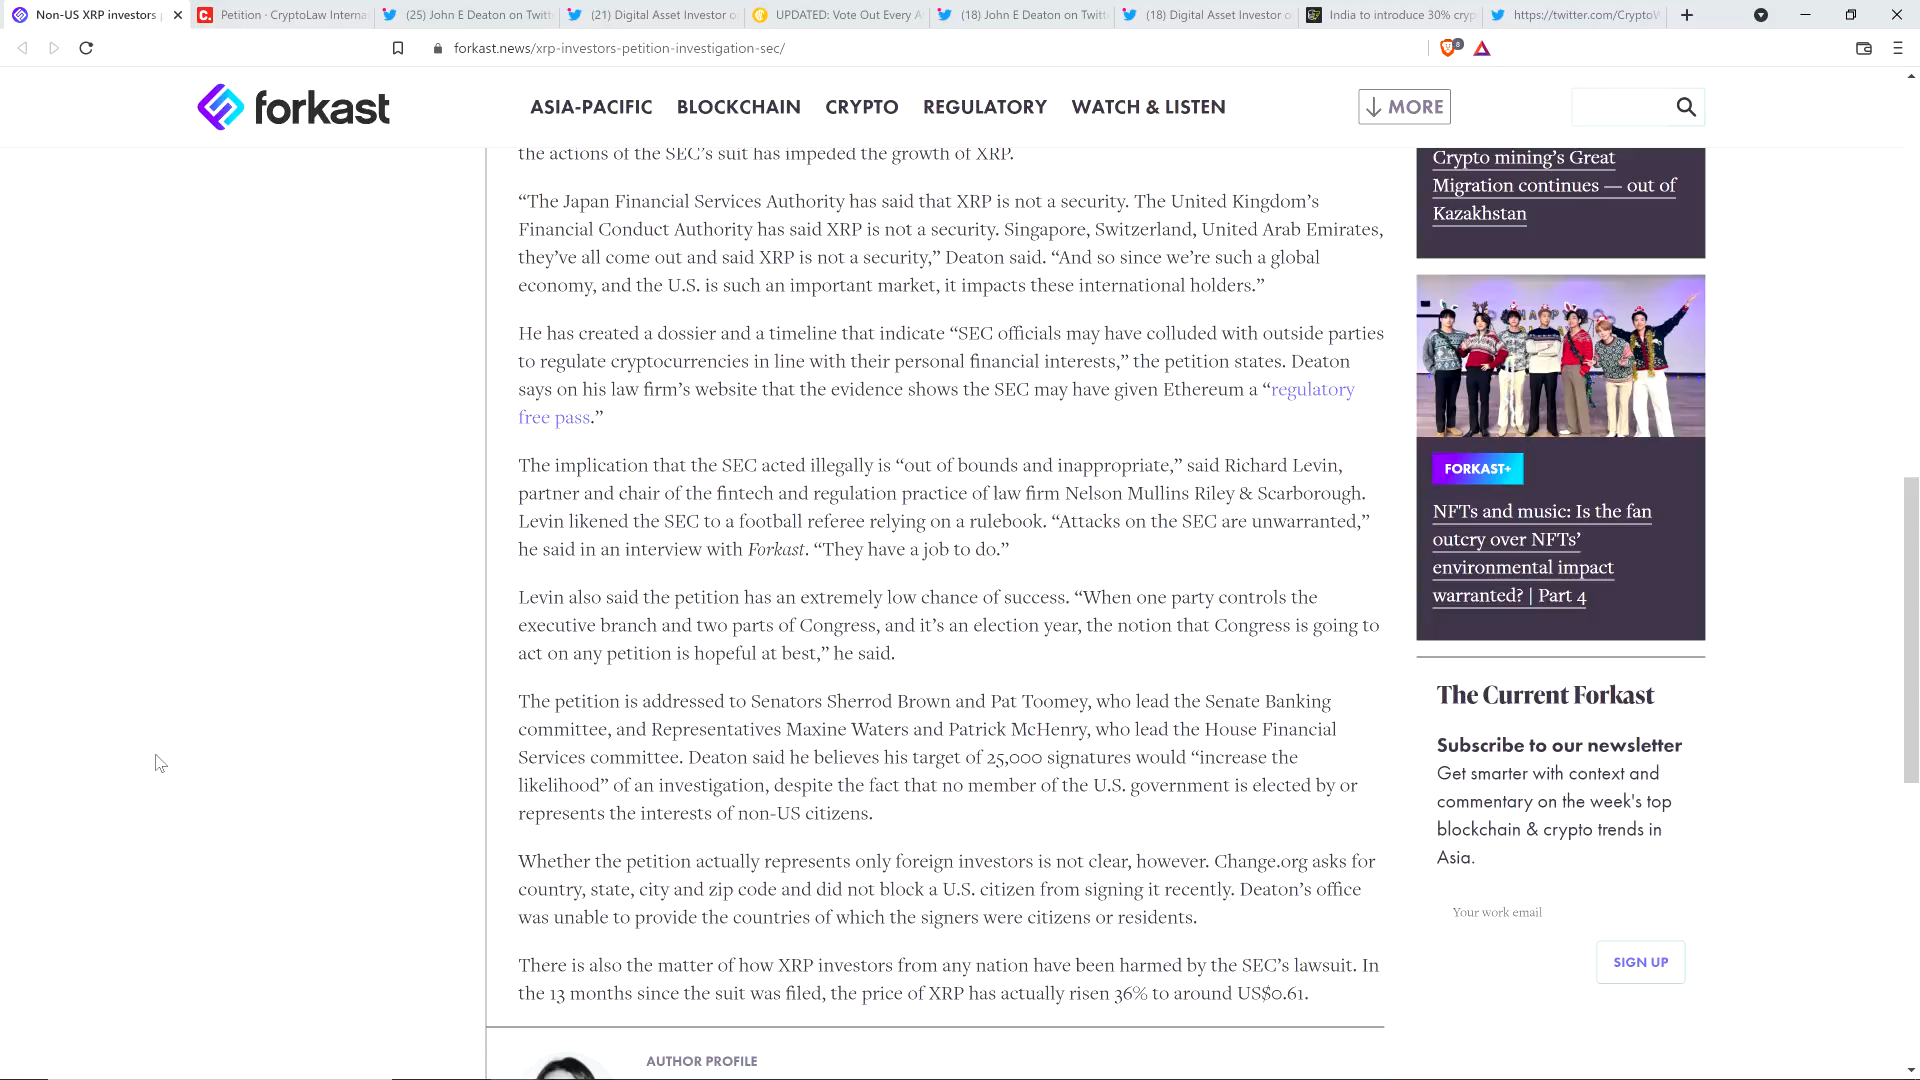 Non-US XRP investors
Petition · CryptoLaw Interna
(25) John E Deaton on Twitt
(21) Digital Asset Investor o
UPDATED: Vote Out Every A
(18) John E Deaton on Twitt
(18) Digital Asset Investor o
India to introduce 30% cryp
https://twitter.com/CryptoW
forkast.news/xrp-investors-petition-investigation-sec/
8
forkast
ASIA-PACIFIC
BLOCKCHAIN
CRYPTO
REGULATORY
WATCH & LISTEN
MORE
the actions of the SEC’s suit has impeded the growth of XRP.
“The Japan Financial Services Authority has said that XRP is not a security. The United Kingdom’s
Financial Conduct Authority has said XRP is not a security. Singapore, Switzerland, United Arab Emirates,
they’ve all come out and said XRP is not a security,” Deaton said. “And so since we’re such a global
economy, and the U.S. is such an important market, it impacts these international holders.”
He has created a dossier and a timeline that indicate “SEC officials may have colluded with outside parties
to regulate cryptocurrencies in line with their personal financial interests,” the petition states. Deaton
says on his law firm’s website that the evidence shows the SEC may have given Ethereum a “regulatory
free pass.”
The implication that the SEC acted illegally is “out of bounds and inappropriate,” said Richard Levin,
partner and chair of the fintech and regulation practice of law firm Nelson Mullins Riley & Scarborough.
Levin likened the SEC to a football referee relying on a rulebook. “Attacks on the SEC are unwarranted,”
he said in an interview with Forkast. “They have a job to do.”
Levin also said the petition has an extremely low chance of success. “When one party controls the
executive branch and two parts of Congress, and it’s an election year, the notion that Congress is going to
act on any petition is hopeful at best,” he said.
The petition is addressed to Senators Sherrod Brown and Pat Toomey, who lead the Senate Banking
committee, and Representatives Maxine Waters and Patrick McHenry, who lead the House Financial
Services committee. Deaton said he believes his target of 25,000 signatures would “increase the
likelihood” of an investigation, despite the fact that no member of the U.S. government is elected by or
represents the interests of non-US citizens.
Whether the petition actually represents only foreign investors is not clear, however. Change.org asks for
country, state, city and zip code and did not block a U.S. citizen from signing it recently. Deaton’s office
was unable to provide the countries of which the signers were citizens or residents.
There is also the matter of how XRP investors from any nation have been harmed by the SEC’s lawsuit. In
the 13 months since the suit was filed, the price of XRP has actually risen 36% to around US$0.61.
AUTHOR PROFILE
Crypto mining’s Great
Migration continues — out of
Kazakhstan
FORKAST+
NFTs and music: Is the fan
outcry over NFTs’
environmental impact
warranted? | Part 4
The Current Forkast
Subscribe to our newsletter
Get smarter with context and
commentary on the week's top
blockchain & crypto trends in
Asia.
Your work email
SIGN UP